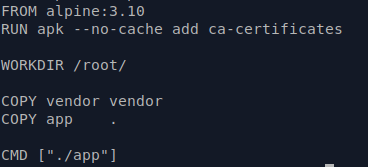 FROM alpine:3.10
RUN apk --no-cache add ca-certificates

WORKDIR /root/

COPY vendor vendor
COPY app    .

CMD ["./app"]